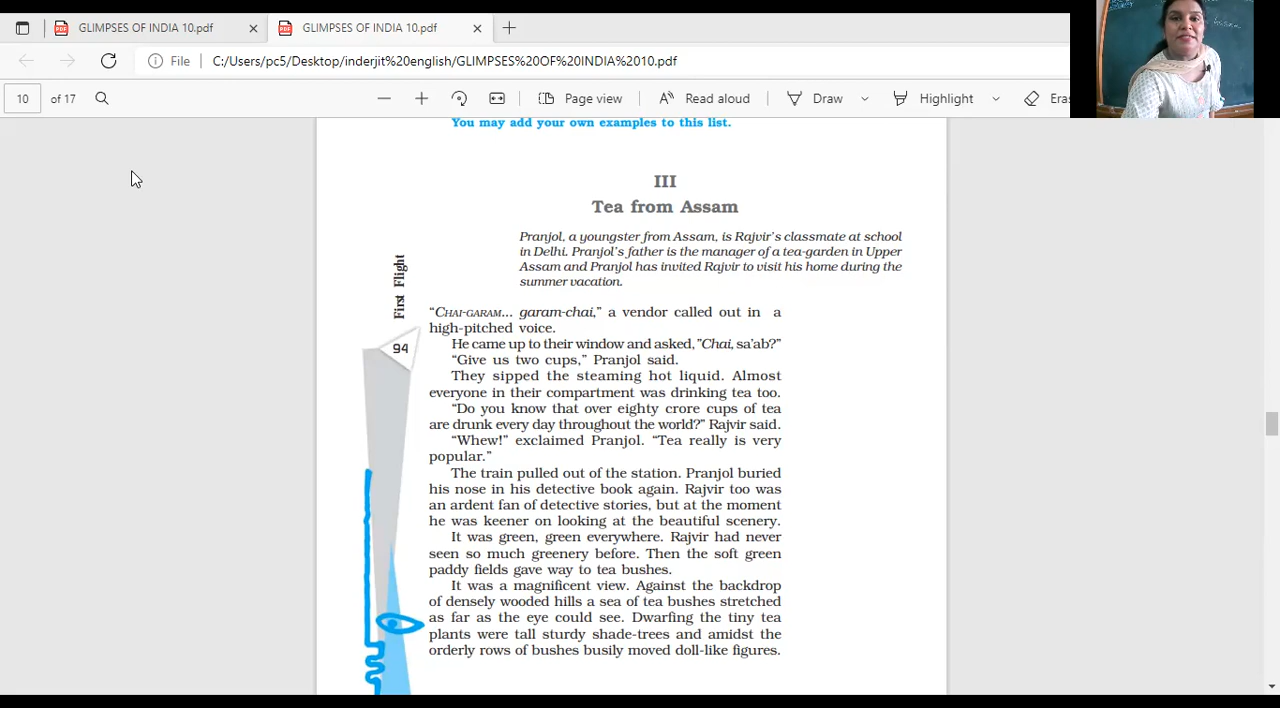 GLIMPSES OF INDIA 10.pdf
GLIMPSES OF INDIA 10.pdf
File C:/Users/pc5/Desktop/inderjit%20english/GLIMPSES%20OF%20INDIA%2010.pdf
10 of 17 Page view Read aloud Draw Highlight Eras
You may add your own examples to this list.
III
Tea from Assam
Pranjol, a youngster from Assam, is Rajvir's classmate at school
in Delhi. Pranjol's father is the manager of a tea-garden in Upper
Assam and Pranjol has invited Rajvir to visit his home during the
summer vacation.
First Flight
94
“CHAI-GARAM... garam-chai,” a vendor called out in a
high-pitched voice.
He came up to their window and asked, ”Chai, sa'ab?”
“Give us two cups,” Pranjol said.
They sipped the steaming hot liquid. Almost
everyone in their compartment was drinking tea too.
“Do you know that over eighty crore cups of tea
are drunk every day throughout the world?” Rajvir said.
“Whew!” exclaimed Pranjol. “Tea really is very
popular.”
The train pulled out of the station. Pranjol buried
his nose in his detective book again. Rajvir too was
an ardent fan of detective stories, but at the moment
he was keener on looking at the beautiful scenery.
It was green, green everywhere. Rajvir had never
seen so much greenery before. Then the soft green
paddy fields gave way to tea bushes.
It was a magnificent view. Against the backdrop
of densely wooded hills a sea of tea bushes stretched
as far as the eye could see. Dwarfing the tiny tea
plants were tall sturdy shade-trees and amidst the
orderly rows of bushes busily moved doll-like figures.